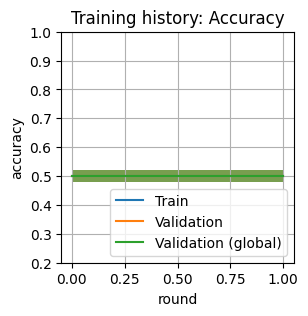 Training history: Accuracy
accuracy
1.0
0.9
0.8
0.7
0.6
0.5
0.4
0.3
0.2
Train
Validation
Validation (global)
0.00 0.25 0.50 0.75 1.00
round